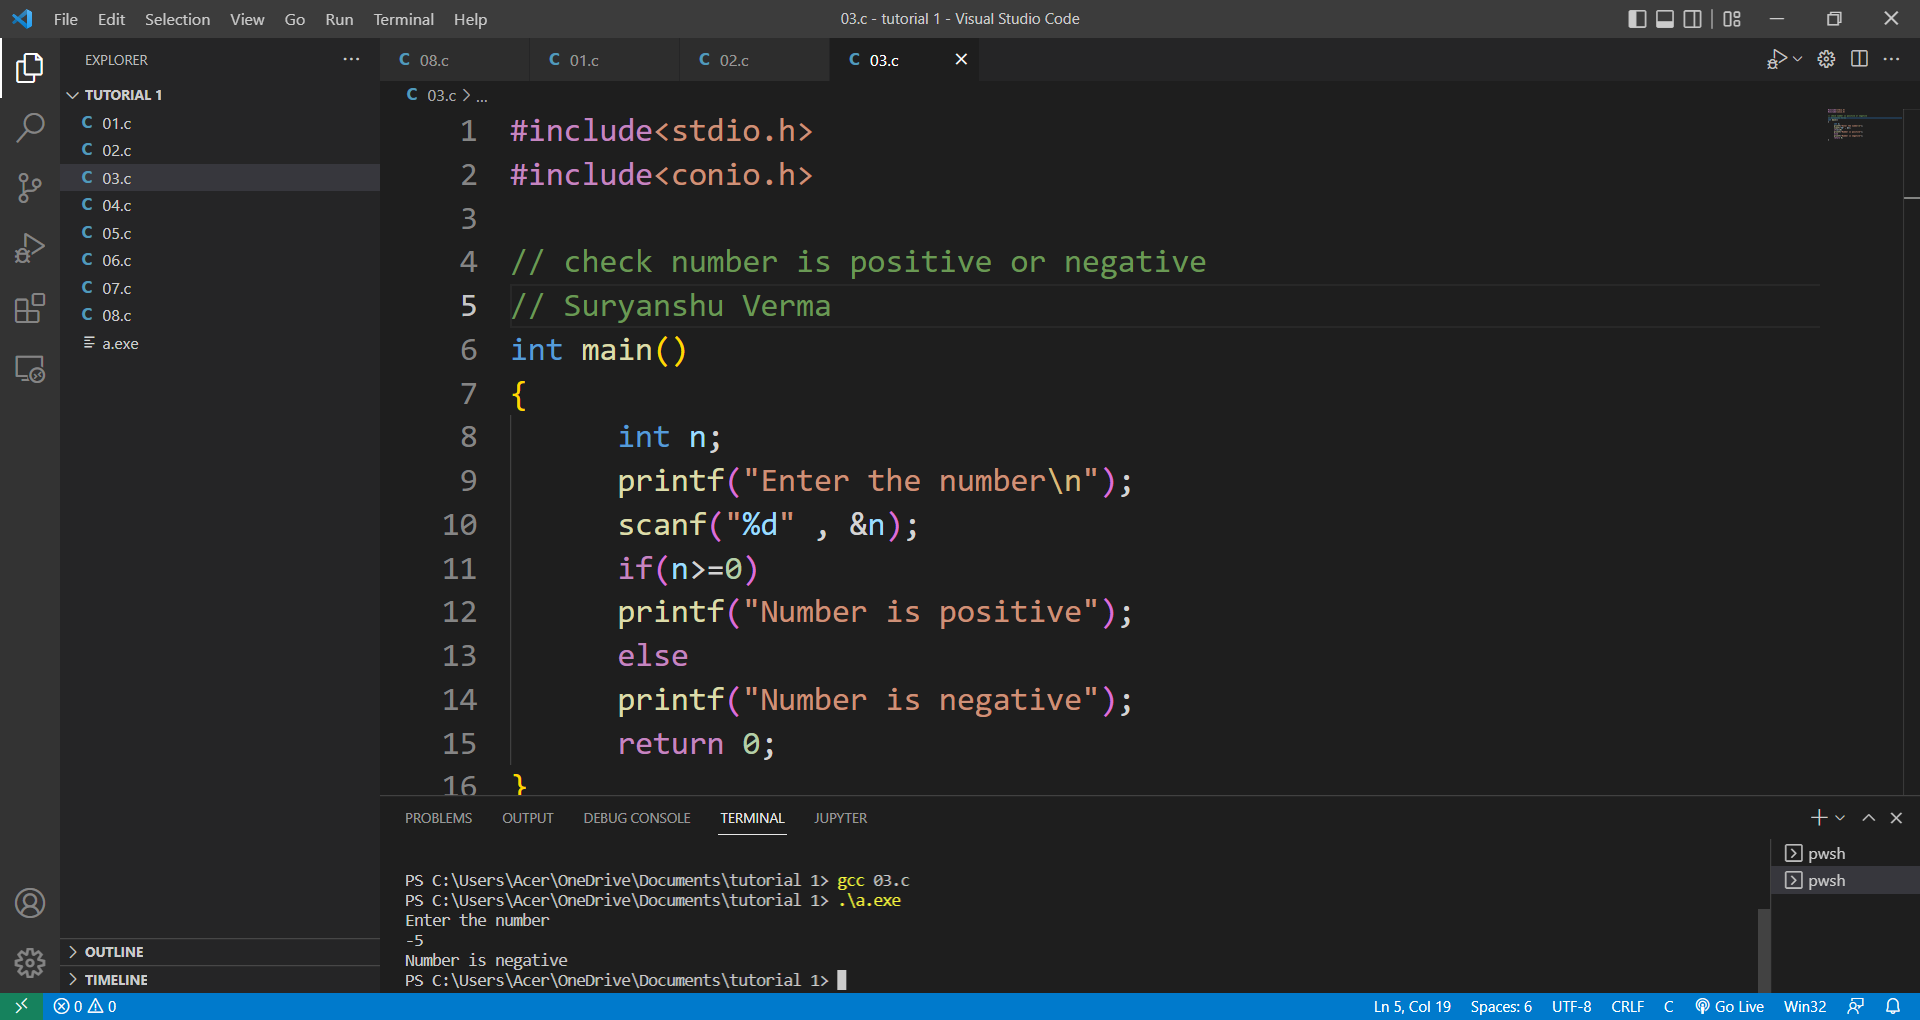 File Edit Selection View Go Run Terminal Help
03.c - tutorial 1 - Visual Studio Code
EXPLORER
TUTORIAL 1
C 01.c
C 02.c
C 03.c
C 04.c
C 05.c
C 06.c
C 07.c
C 08.c
a.exe
OUTLINE
TIMELINE
C 08.c C 01.c C 02.c C 03.c
C 03.c > ...
1 #include<stdio.h>
2 #include<conio.h>
3
4 // check number is positive or negative
5 // Suryanshu Verma
6 int main()
7 {
8 int n;
9 printf("Enter the number\n");
10 scanf("%d" , &n);
11 if(n>=0)
12 printf("Number is positive");
13 else
14 printf("Number is negative");
15 return 0;
16 }
PROBLEMS OUTPUT DEBUG CONSOLE TERMINAL JUPYTER
PS C:\Users\Acer\OneDrive\Documents\tutorial 1> gcc 03.c
PS C:\Users\Acer\OneDrive\Documents\tutorial 1> .\a.exe
Enter the number
-5
Number is negative
PS C:\Users\Acer\OneDrive\Documents\tutorial 1>
pwsh
pwsh
0 0
Ln 5, Col 19 Spaces: 6 UTF-8 CRLF C Go Live Win32